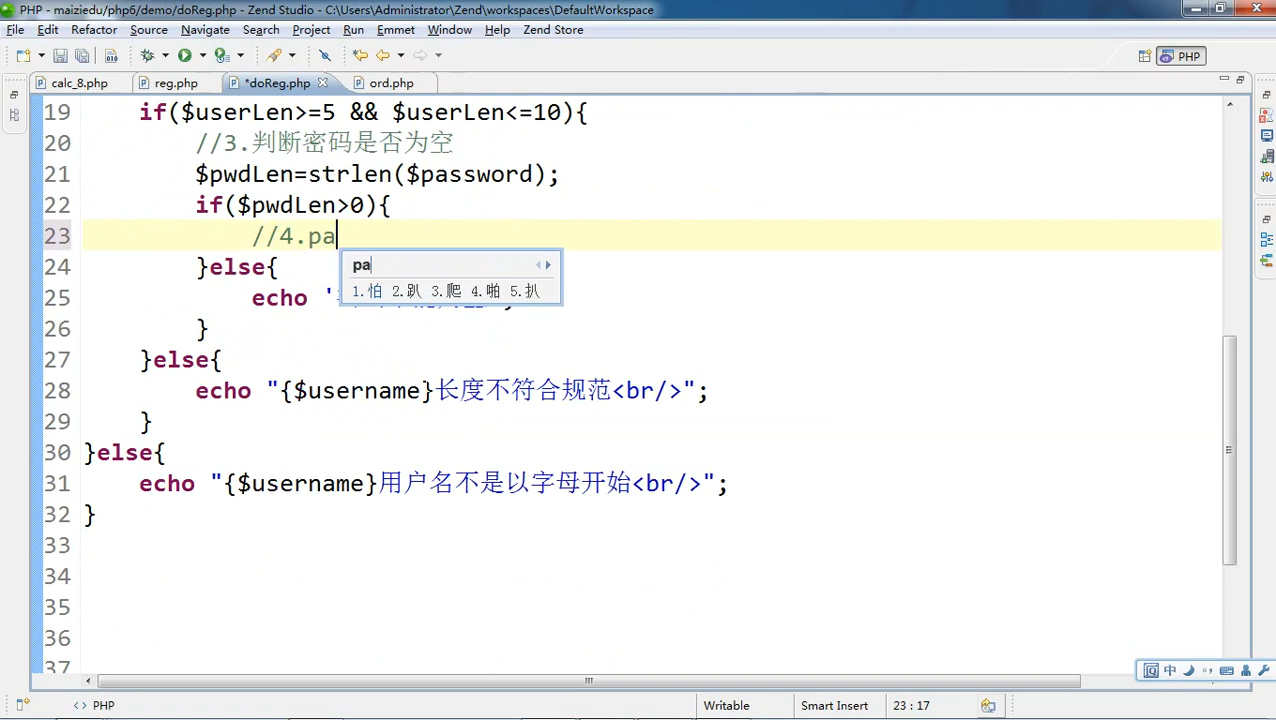 PHP - maiziedu/php6/demo/doReg.php - Zend Studio - C:\Users\Administrator\Zend\workspaces\DefaultWorkspace
File Edit Refactor Source Navigate Search Project Run Emmet Window Help Zend Store
PHP
calc_8.php reg.php *doReg.php ord.php
19 if($userLen>=5 && $userLen<=10){
20 //3.判断密码是否为空
21 $pwdLen=strlen($password);
22 if($pwdLen>0){
23 //4.pa
pa
1.怕 2.趴 3.爬 4.啪 5.扒
24 }else{
25 echo '
26 }
27 }else{
28 echo "{$username}长度不符合规范<br/>";
29 }
30 }else{
31 echo "{$username}用户名不是以字母开始<br/>";
32 }
33
34
35
36
37
中
PHP Writable Smart Insert 23 : 17